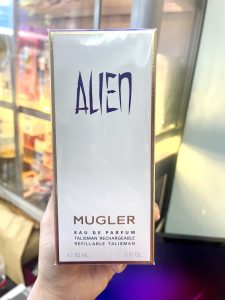 ALIEN
MUGLER
EAU DE PARFUM
TALISMAN RECHARGEABLE
REFILLABLE TALISMAN
90 mL 3 FL.OZ.